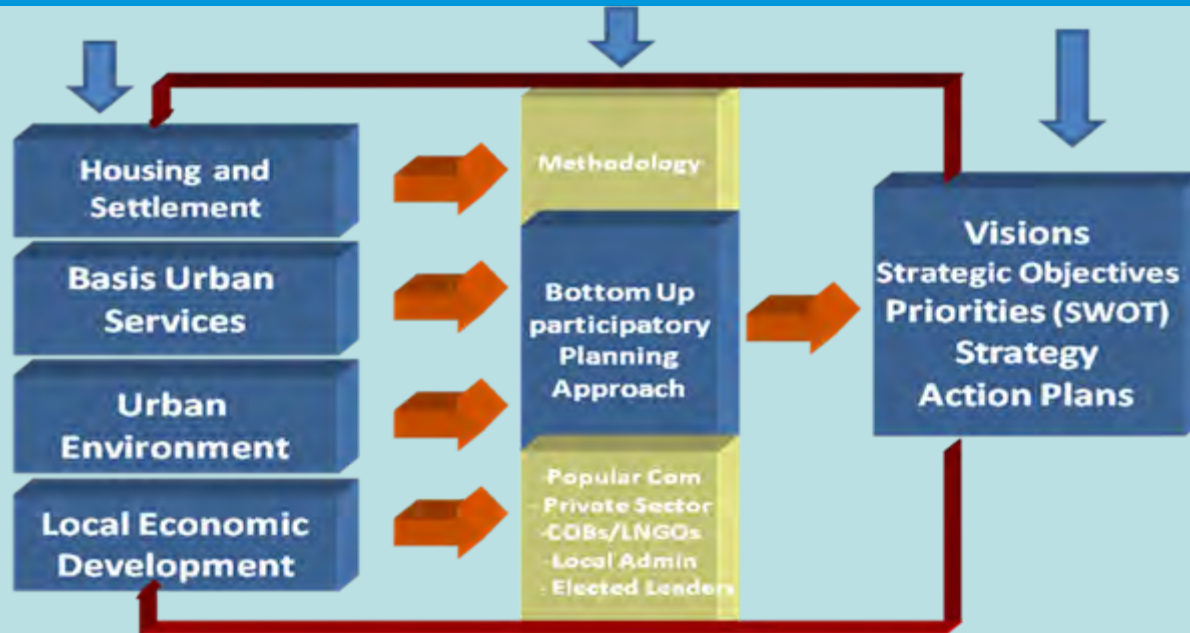 Housing and
Settlement
Basis Urban
Services
Urban
Environment
Local Economic
Development
Methodology
Bottom Up
participatory
Planning
Approach
-Popular Com
- Private Sector
-COBs/LNGOs
-Local Admin
- Elected Leaders
Visions
Strategic Objectives
Priorities (SWOT)
Strategy
Action Plans